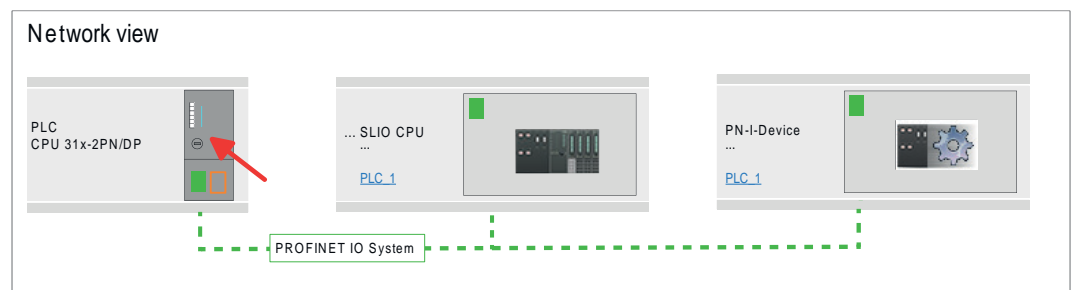 Network view
PLC
CPU 31x-2PN/DP
... SLIO CPU
...
PLC_1
PN-I-Device
...
PLC_1
PROFINET IO System